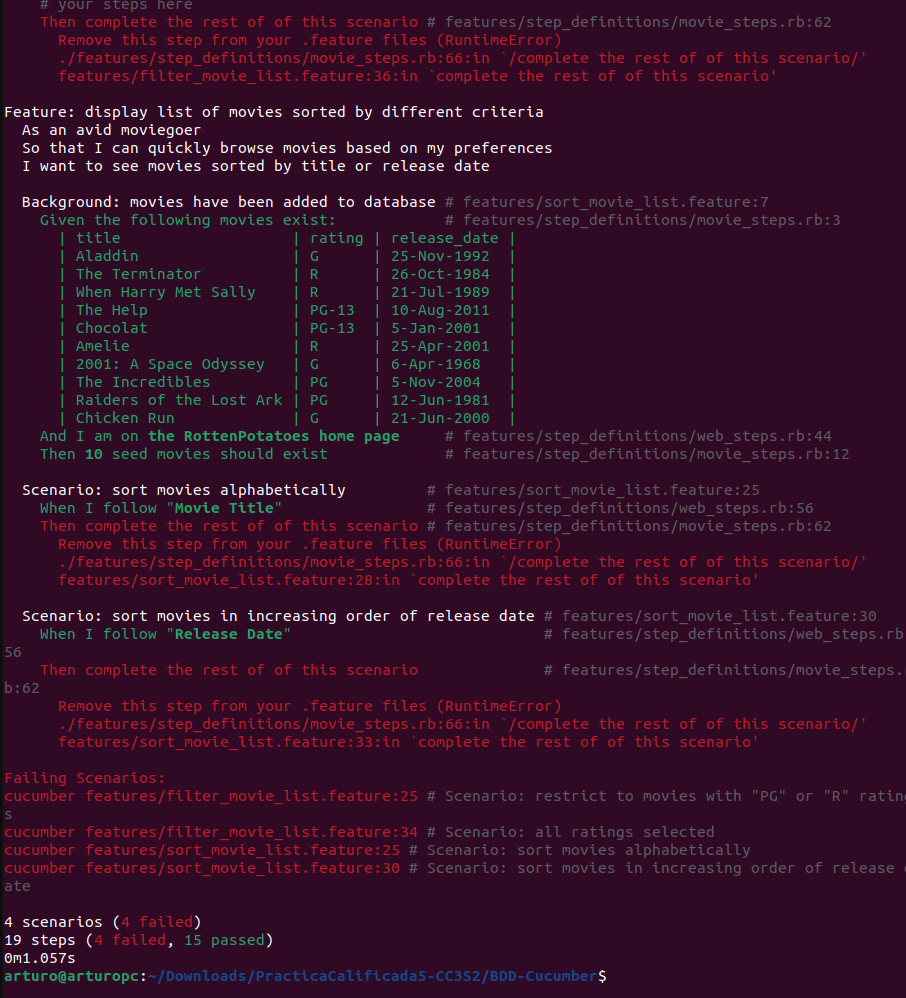 # your steps here
Then complete the rest of of this scenario # features/step_definitions/movie_steps.rb:62
Remove this step from your .feature files (RuntimeError)
./features/step_definitions/movie_steps.rb:66:in `/complete the rest of of this scenario/'
features/filter_movie_list.feature:36:in `complete the rest of of this scenario'
Feature: display list of movies sorted by different criteria
As an avid moviegoer
So that I can quickly browse movies based on my preferences
I want to see movies sorted by title or release date
Background: movies have been added to database # features/sort_movie_list.feature:7
Given the following movies exist: # features/step_definitions/movie_steps.rb:3
| title | rating | release_date |
| Aladdin | G | 25-Nov-1992 |
| The Terminator | R | 26-Oct-1984 |
| When Harry Met Sally | R | 21-Jul-1989 |
| The Help | PG-13 | 10-Aug-2011 |
| Chocolat | PG-13 | 5-Jan-2001 |
| Amelie | R | 25-Apr-2001 |
| 2001: A Space Odyssey | G | 6-Apr-1968 |
| The Incredibles | PG | 5-Nov-2004 |
| Raiders of the Lost Ark | PG | 12-Jun-1981 |
| Chicken Run | G | 21-Jun-2000 |
And I am on the RottenPotatoes home page # features/step_definitions/web_steps.rb:44
Then 10 seed movies should exist # features/step_definitions/movie_steps.rb:12
Scenario: sort movies alphabetically # features/sort_movie_list.feature:25
When I follow "Movie Title" # features/step_definitions/web_steps.rb:56
Then complete the rest of of this scenario # features/step_definitions/movie_steps.rb:62
Remove this step from your .feature files (RuntimeError)
./features/step_definitions/movie_steps.rb:66:in `/complete the rest of of this scenario/'
features/sort_movie_list.feature:28:in `complete the rest of of this scenario'
Scenario: sort movies in increasing order of release date # features/sort_movie_list.feature:30
When I follow "Release Date" # features/step_definitions/web_steps.rb
56
Then complete the rest of of this scenario # features/step_definitions/movie_steps.
b:62
Remove this step from your .feature files (RuntimeError)
./features/step_definitions/movie_steps.rb:66:in `/complete the rest of of this scenario/'
features/sort_movie_list.feature:33:in `complete the rest of of this scenario'
Failing Scenarios:
cucumber features/filter_movie_list.feature:25 # Scenario: restrict to movies with "PG" or "R" rating
s
cucumber features/filter_movie_list.feature:34 # Scenario: all ratings selected
cucumber features/sort_movie_list.feature:25 # Scenario: sort movies alphabetically
cucumber features/sort_movie_list.feature:30 # Scenario: sort movies in increasing order of release
ate
4 scenarios (4 failed)
19 steps (4 failed, 15 passed)
0m1.057s
arturo@arturopc:~/Downloads/PracticaCalificada5-CC3S2/BDD-Cucumber$